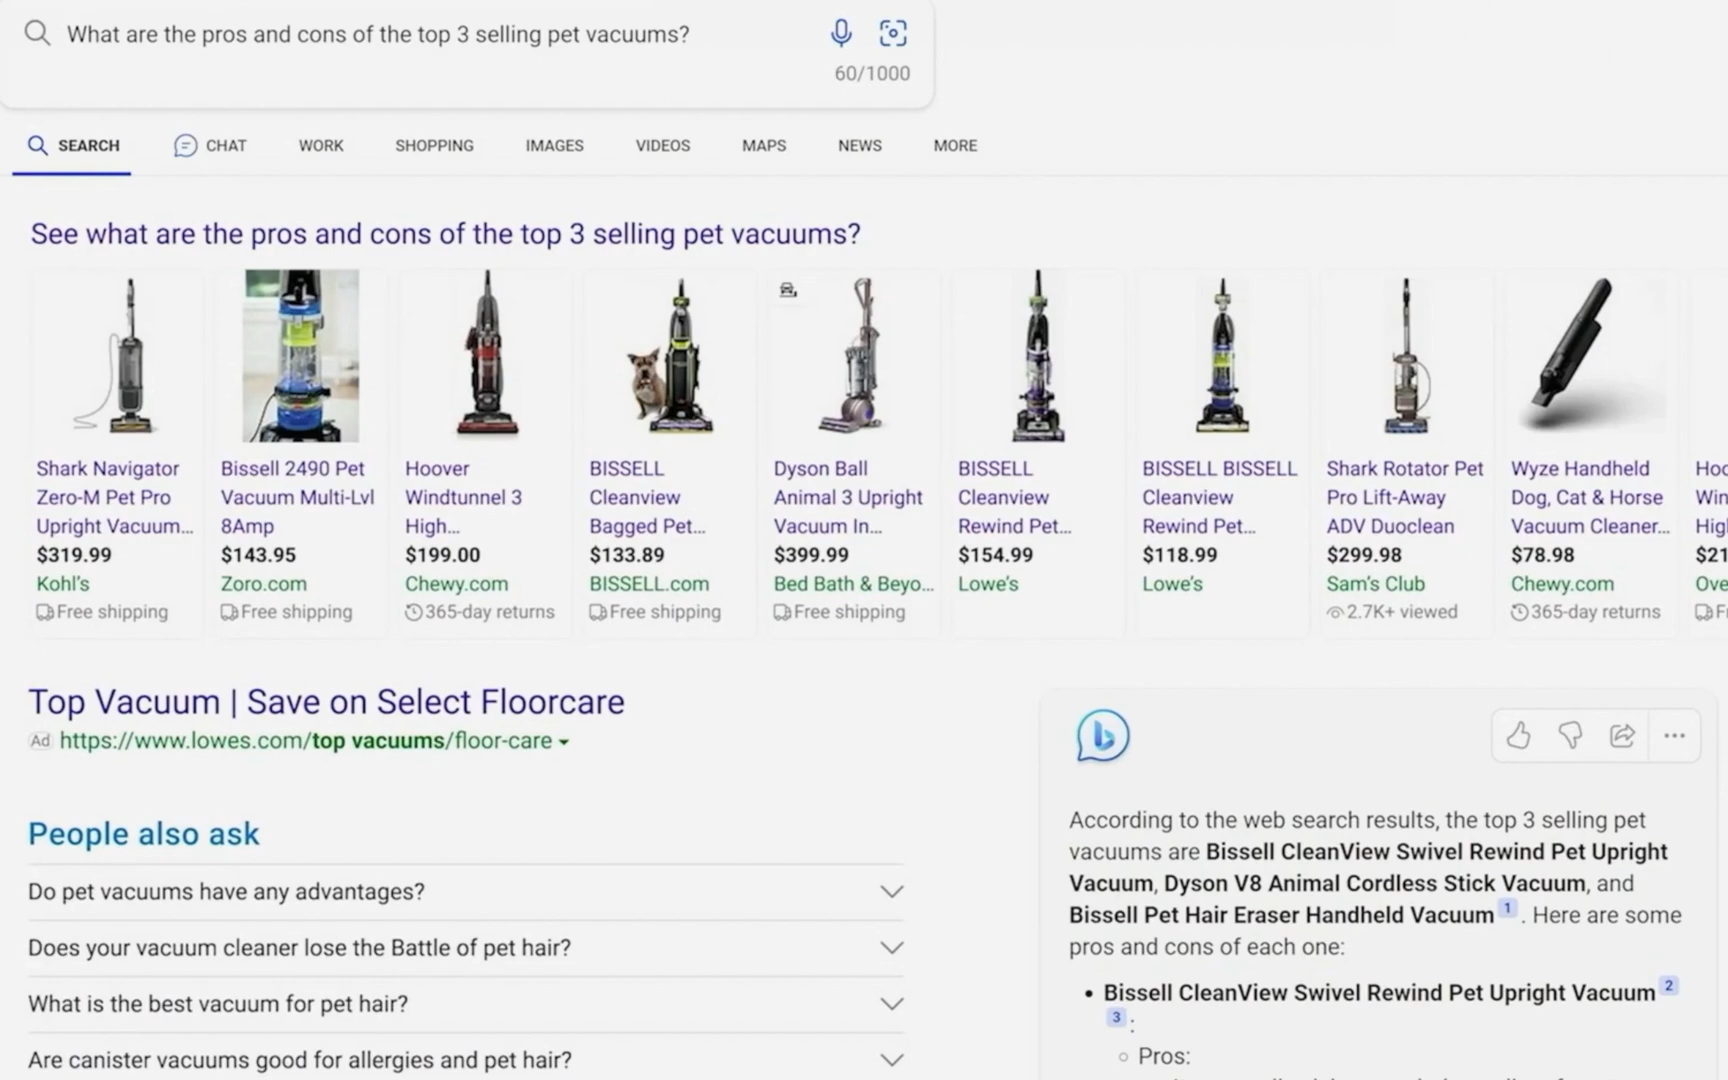 What are the pros and cons of the top 3 selling pet vacuums?
60/1000
SEARCH
CHAT
WORK
SHOPPING
IMAGES
VIDEOS
MAPS
NEWS
MORE
See what are the pros and cons of the top 3 selling pet vacuums?
Shark Navigator
Zero-M Pet Pro
Upright Vacuum...
$319.99
Kohl's
Free shipping
Bissell 2490 Pet
Vacuum Multi-Lvl
8Amp
$143.95
Zoro.com
Free shipping
Hoover
Windtunnel 3
High...
$199.00
Chewy.com
365-day returns
BISSELL
Cleanview
Bagged Pet...
$133.89
BISSELL.com
Free shipping
Dyson Ball
Animal 3 Upright
Vacuum In...
$399.99
Bed Bath & Beyo...
Free shipping
BISSELL
Cleanview
Rewind Pet...
$154.99
Lowe's
BISSELL BISSELL
Cleanview
Rewind Pet...
$118.99
Lowe's
Shark Rotator Pet
Pro Lift-Away
ADV Duoclean
$299.98
Sam's Club
2.7K+ viewed
Wyze Handheld
Dog, Cat & Horse
Vacuum Cleaner...
$78.98
Chewy.com
365-day returns
Hoo
Win
High
$21
Ove
Top Vacuum | Save on Select Floorcare
Ad https://www.lowes.com/top vacuums/floor-care
People also ask
Do pet vacuums have any advantages?
Does your vacuum cleaner lose the Battle of pet hair?
What is the best vacuum for pet hair?
Are canister vacuums good for allergies and pet hair?
According to the web search results, the top 3 selling pet
vacuums are Bissell CleanView Swivel Rewind Pet Upright
Vacuum, Dyson V8 Animal Cordless Stick Vacuum, and
Bissell Pet Hair Eraser Handheld Vacuum 1 . Here are some
pros and cons of each one:
• Bissell CleanView Swivel Rewind Pet Upright Vacuum 2
3 :
○ Pros: